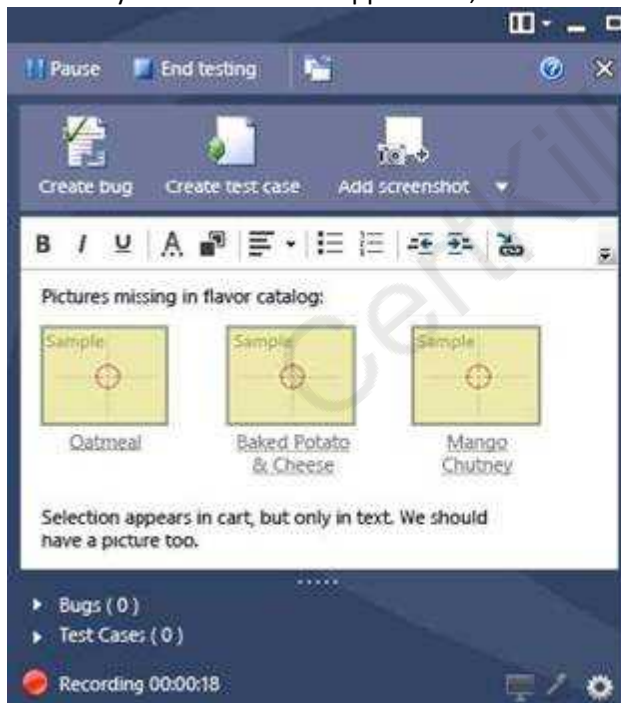 Pause End testing
Create bug Create test case Add screenshot
B I U A
Pictures missing in flavor catalog:
Sample Sample Sample
Oatmeal Baked Potato & Cheese Mango Chutney
Selection appears in cart, but only in text. We should
have a picture too.
Bugs ( 0 )
Test Cases ( 0 )
Recording 00:00:18